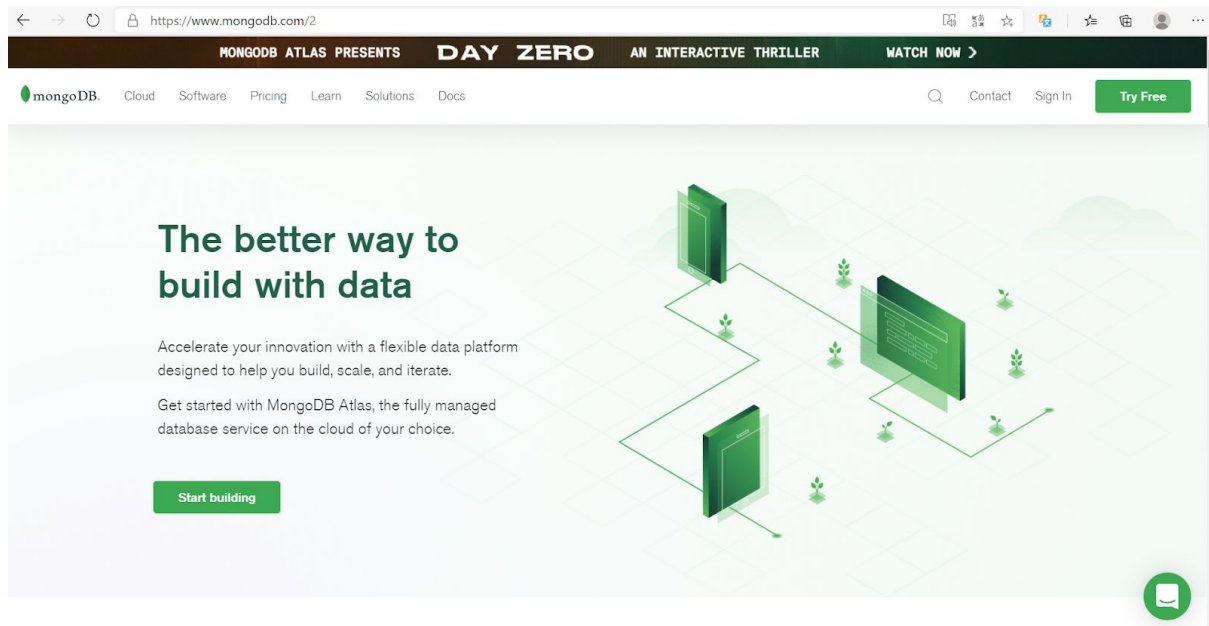 https://www.mongodb.com/2
MONGODB ATLAS PRESENTS DAY ZERO AN INTERACTIVE THRILLER WATCH NOW >
mongoDB. Cloud Software Pricing Learn Solutions Docs Contact Sign In Try Free
The better way to
build with data
Accelerate your innovation with a flexible data platform
designed to help you build, scale, and iterate.
Get started with MongoDB Atlas, the fully managed
database service on the cloud of your choice.
Start building